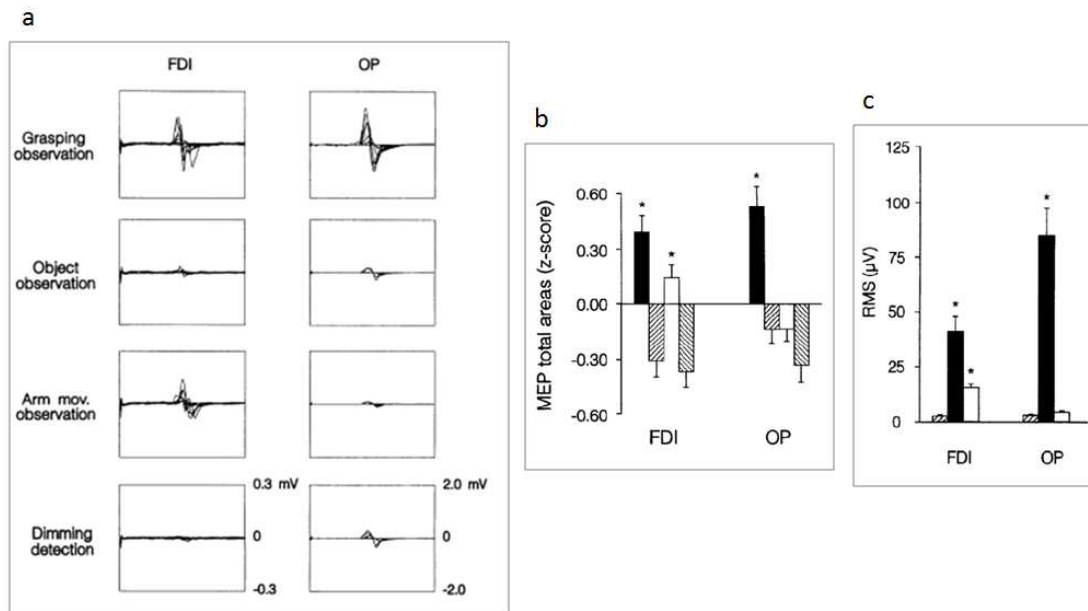 a
FDI
OP
Grasping
observation
Object
observation
Arm mov.
observation
Dimming
detection
0.3 mV
0
-0.3
2.0 mV
0
-2.0
b
MEP total areas (z-score)
0.60
0.30
0.00
-0.30
-0.60
*
*
*
FDI
OP
c
RMS (µV)
125
100
75
50
25
0
*
*
*
FDI
OP